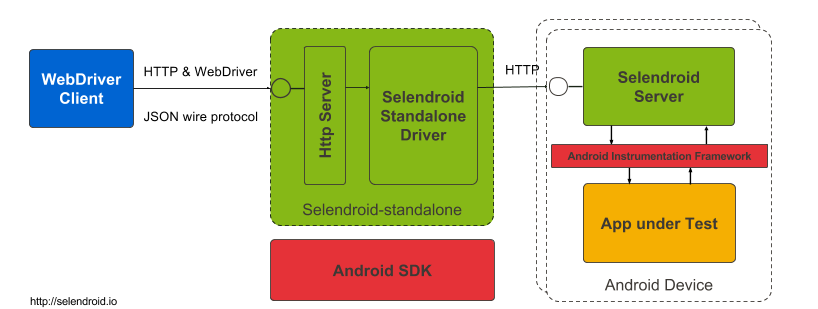 WebDriver
Client
HTTP & WebDriver
JSON wire protocol
Http Server
Selendroid
Standalone
Driver
Selendroid-standalone
Android SDK
HTTP
Selendroid
Server
Android Instrumentation Framework
App under Test
Android Device
http://selendroid.io